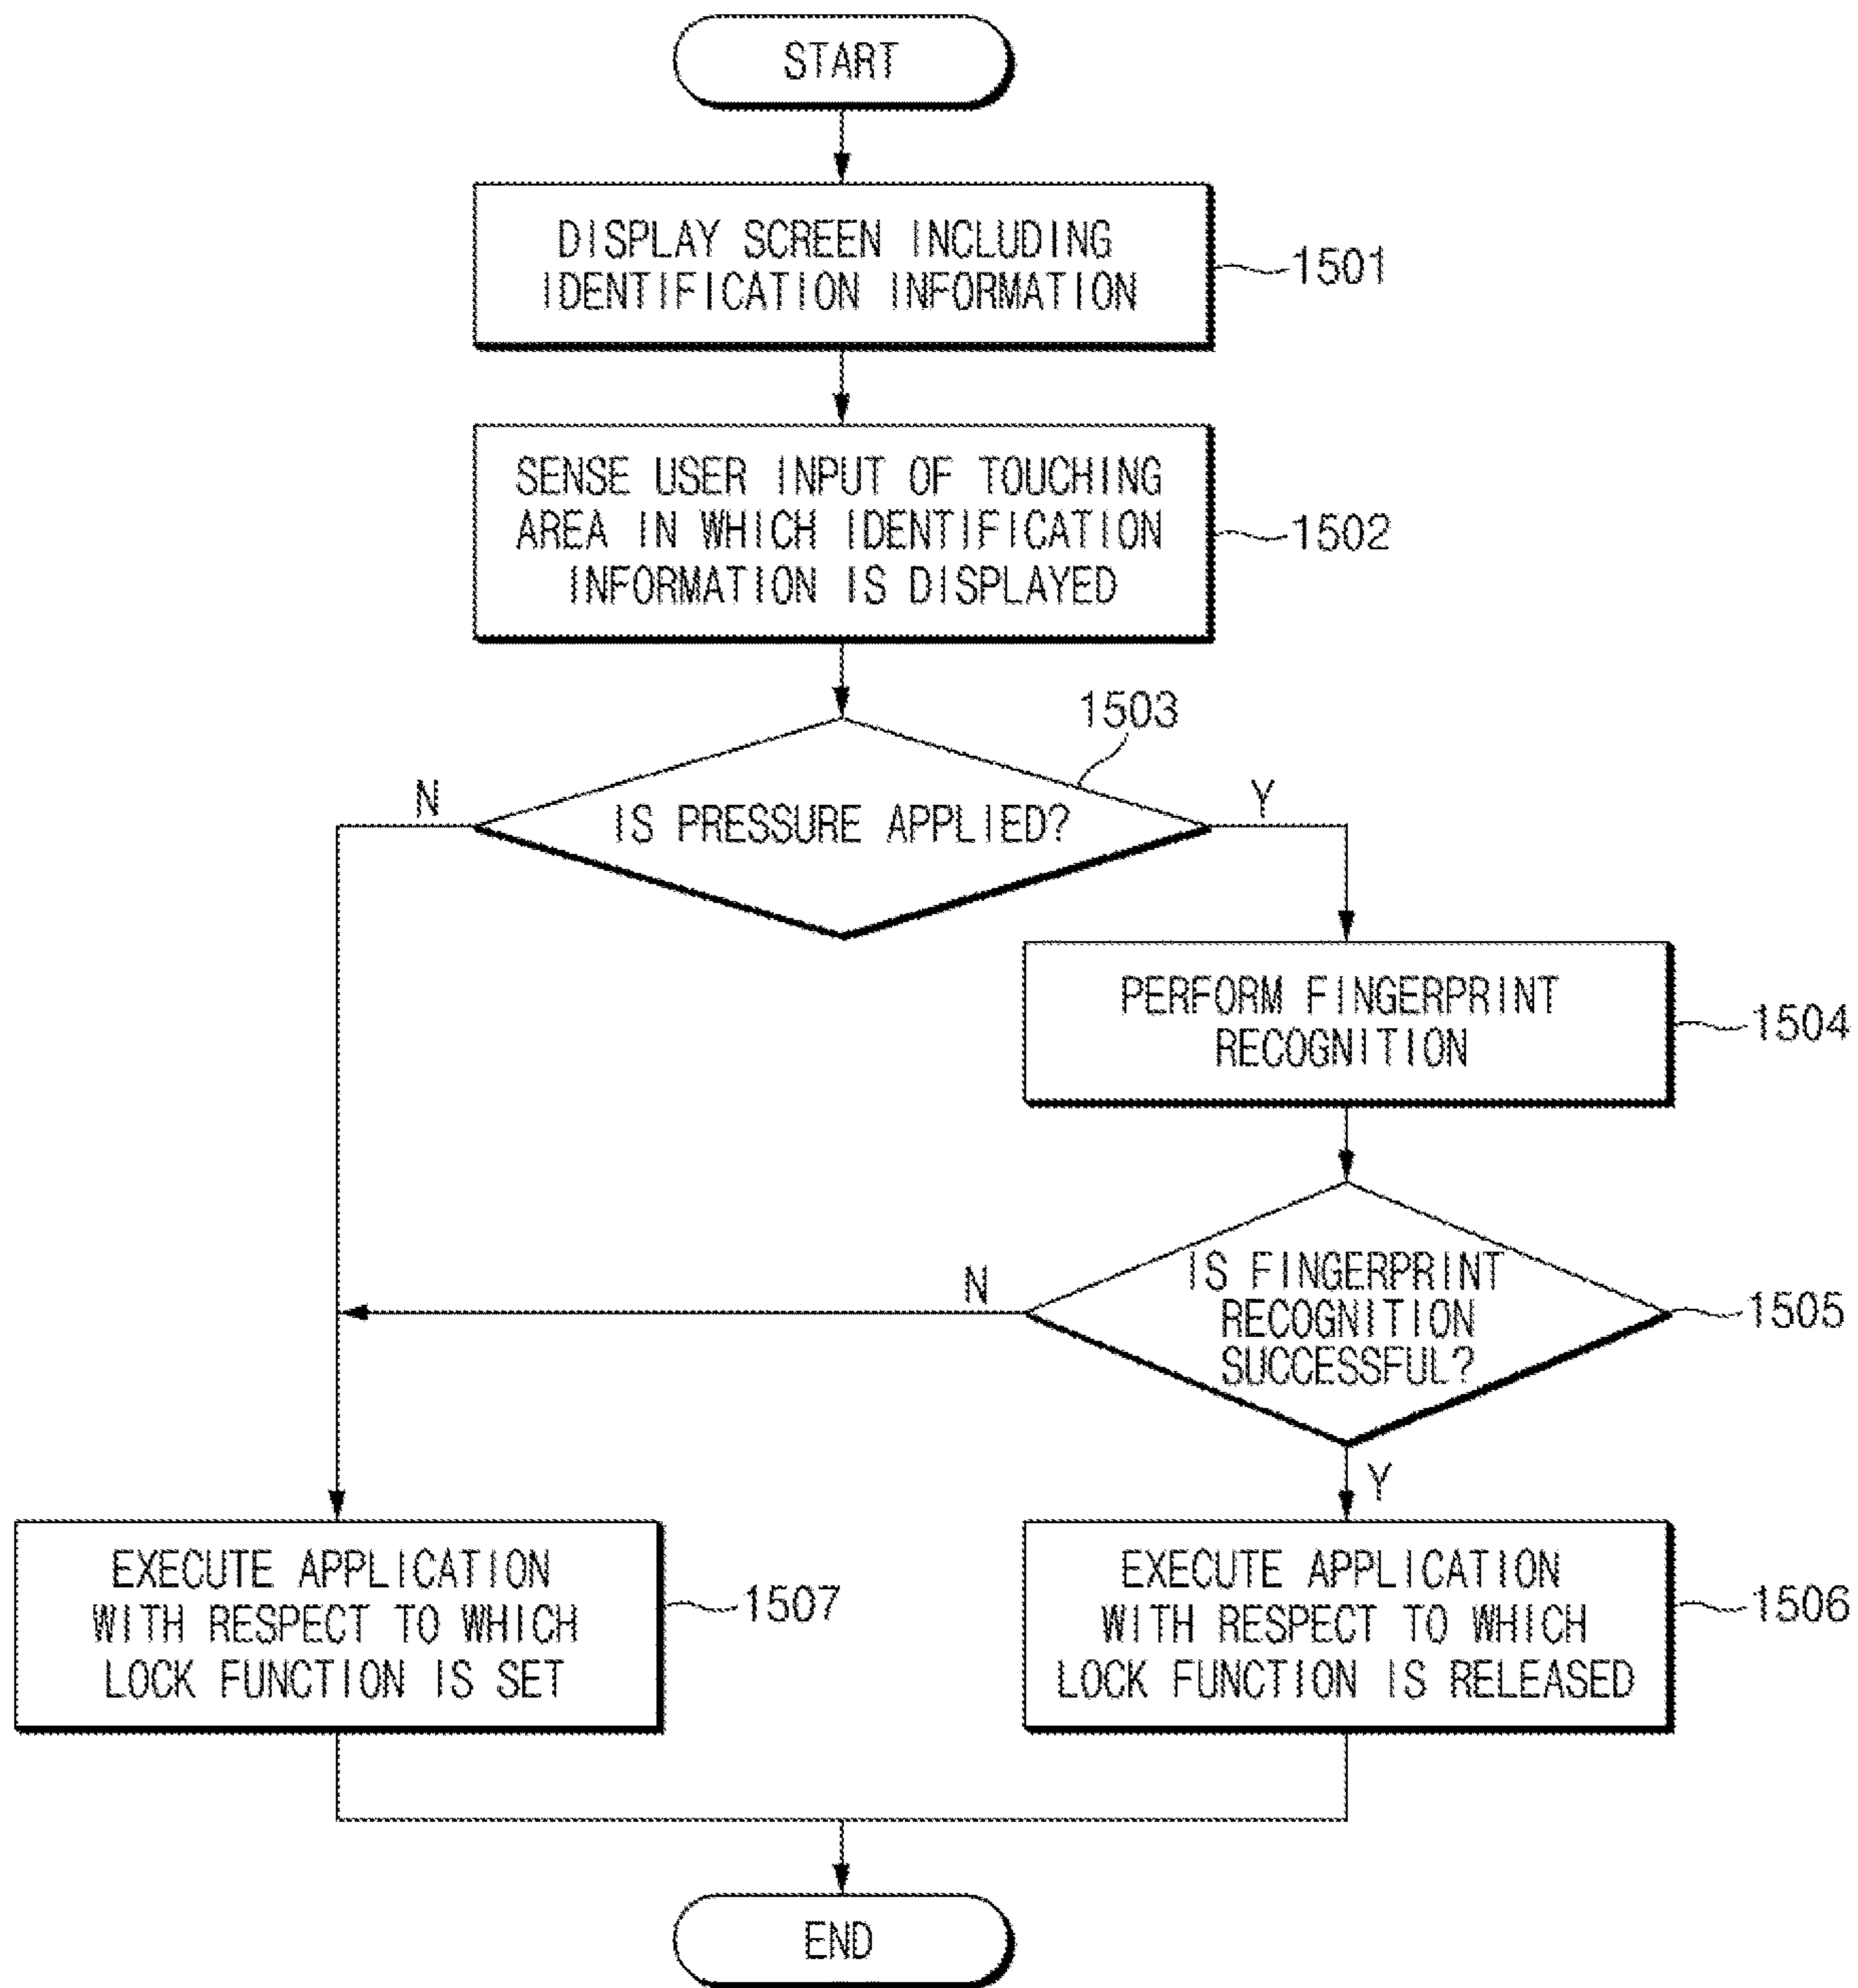 START
DISPLAY SCREEN INCLUDING
IDENTIFICATION INFORMATION
1501
SENSE USER INPUT OF TOUCHING
AREA IN WHICH IDENTIFICATION
INFORMATION IS DISPLAYED
1502
1503
N
IS PRESSURE APPLIED?
Y
PERFORM FINGERPRINT
RECOGNITION
1504
N
IS FINGERPRINT
RECOGNITION
SUCCESSFUL?
1505
Y
EXECUTE APPLICATION
WITH RESPECT TO WHICH
LOCK FUNCTION IS SET
1507
EXECUTE APPLICATION
WITH RESPECT TO WHICH
LOCK FUNCTION IS RELEASED
1506
END